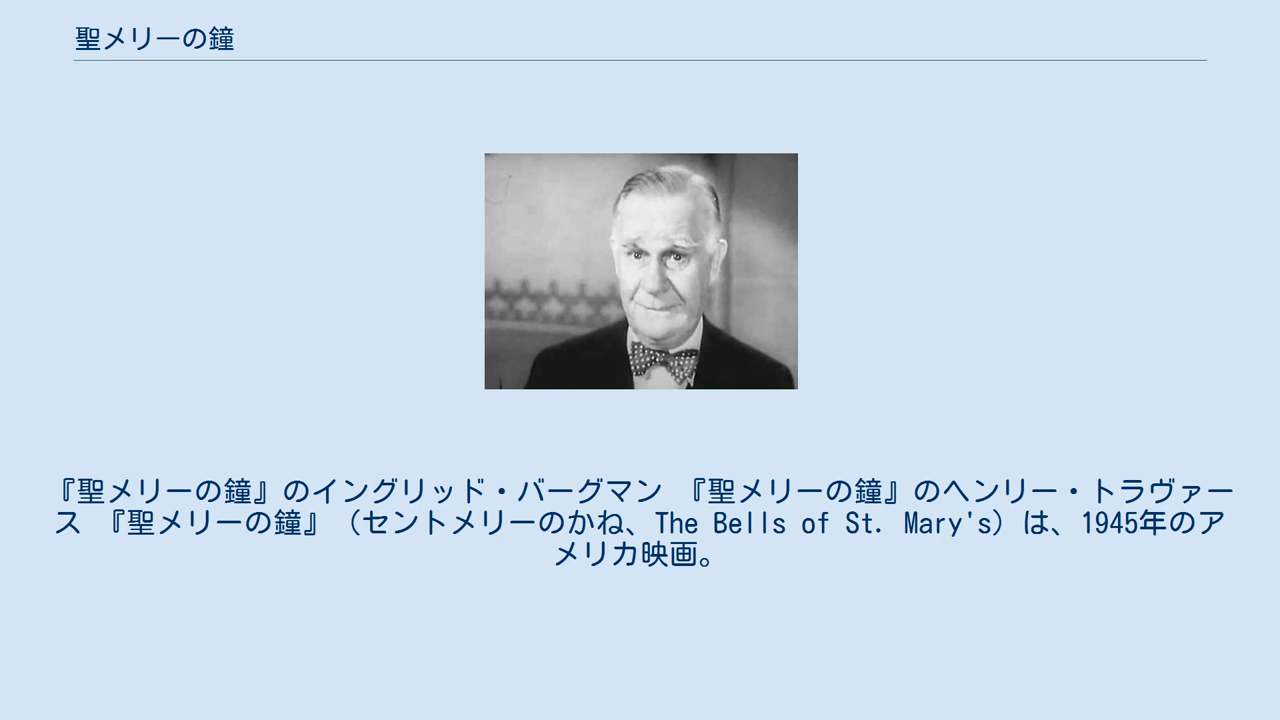 聖メリーの鐘
『聖メリーの鐘』のイングリッド・バーグマン 『聖メリーの鐘』のヘンリー・トラヴァー
ス 『聖メリーの鐘』（セントメリーのかね、The Bells of St. Mary's）は、1945年のア
メリカ映画。